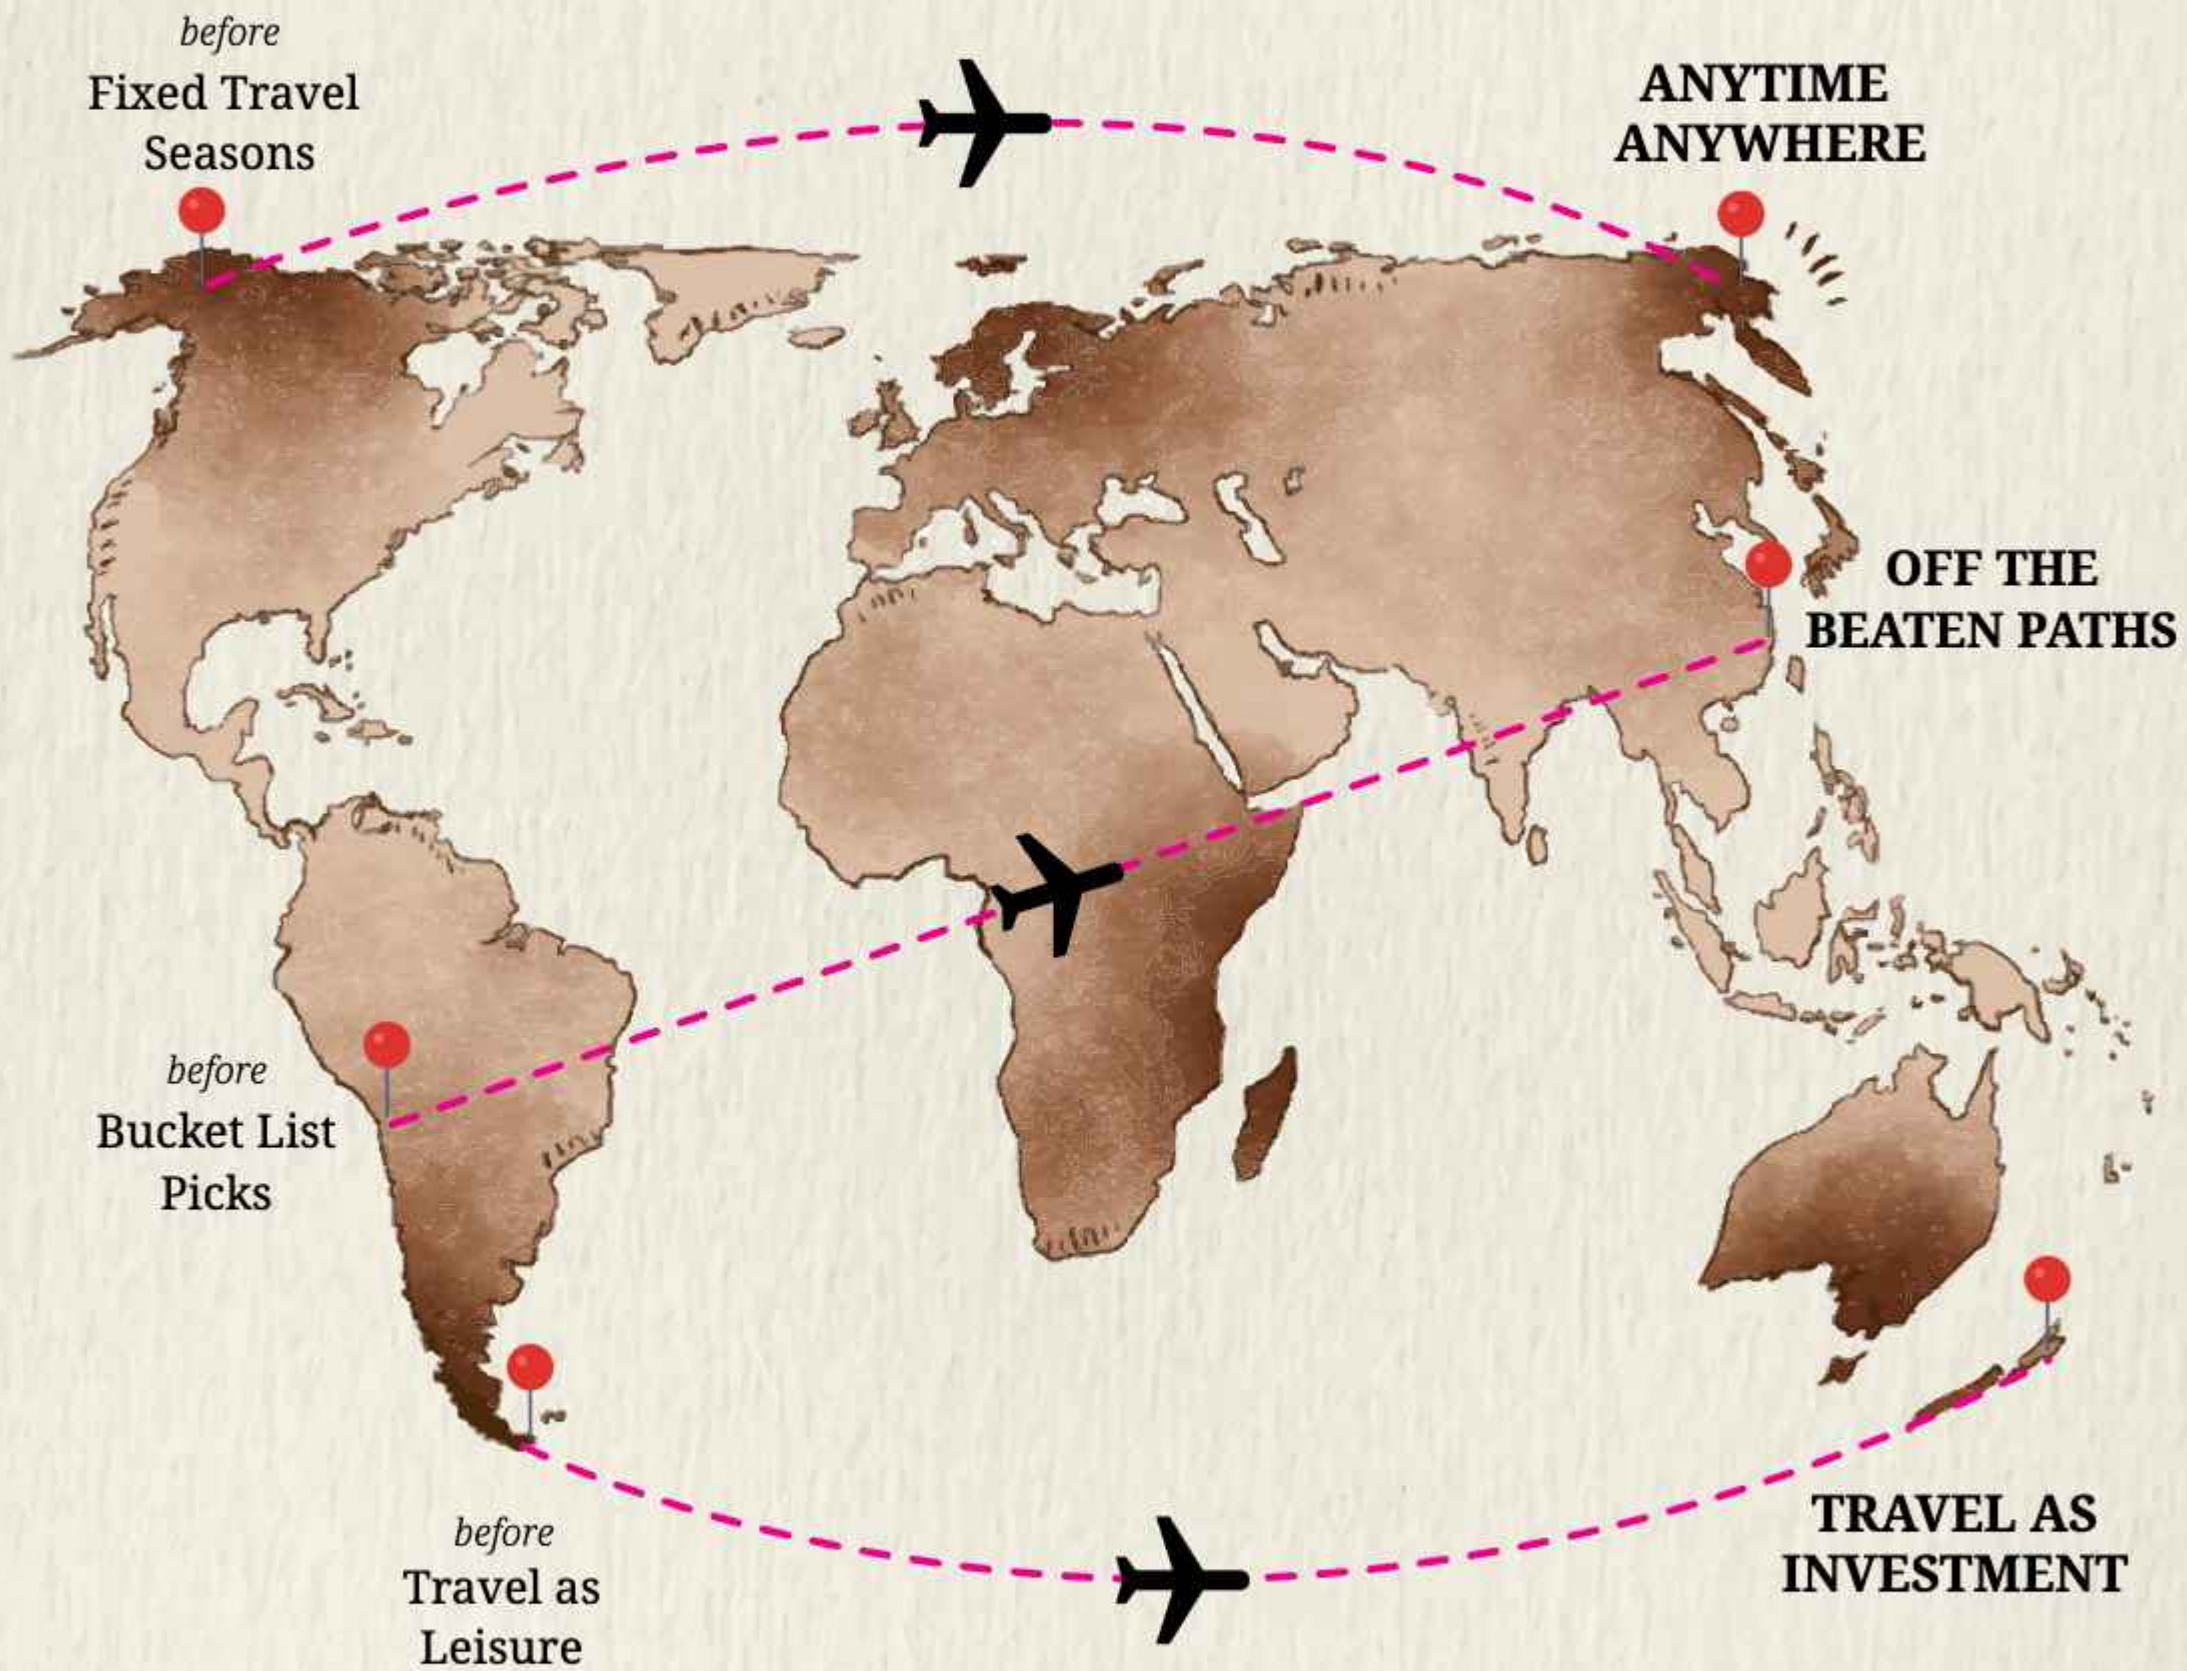 before
Fixed Travel
Seasons
ANYTIME
ANYWHERE
OFF THE
BEATEN PATHS
before
Bucket List
Picks
before
Travel as
Leisure
TRAVEL AS
INVESTMENT